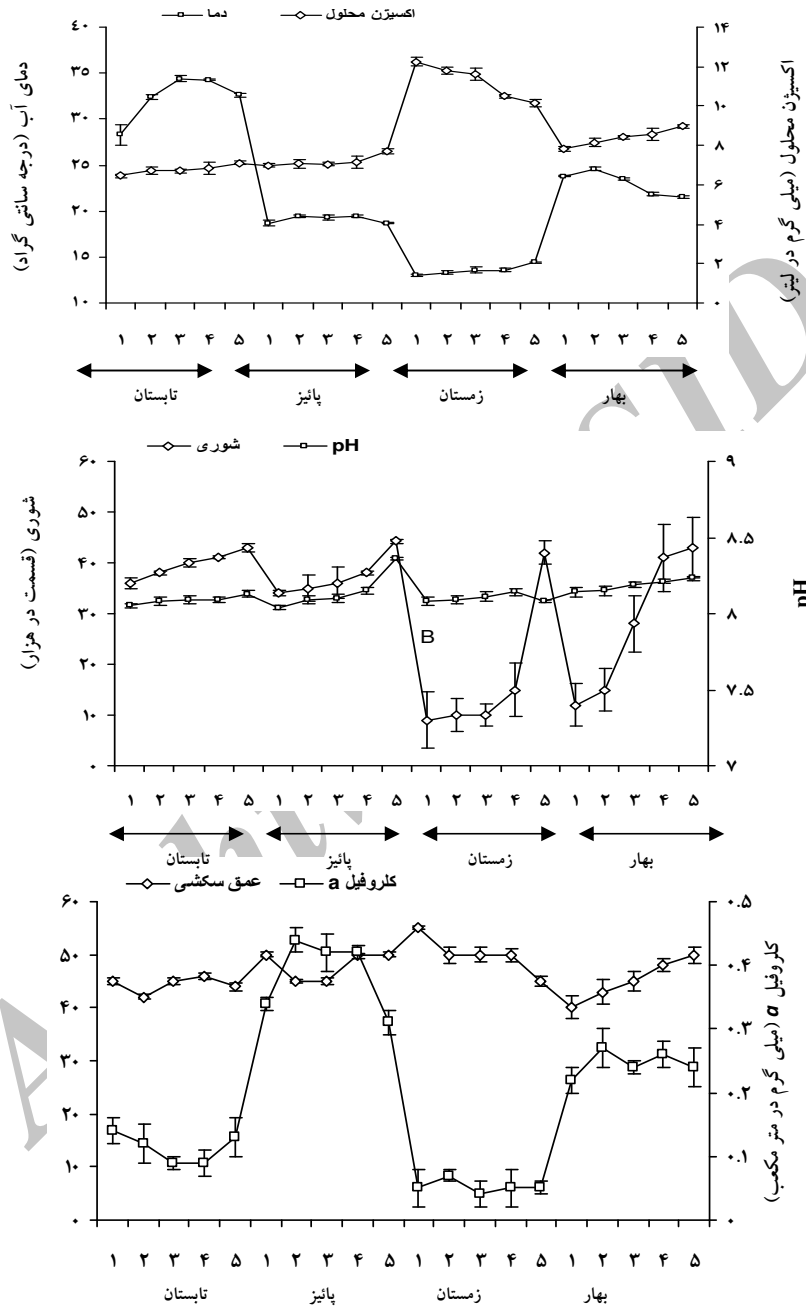 دما اکسیژن محلول
دمای آب (درجه سانتی گراد)
۴۰
۳۵
۳۰
۲۵
۲۰
۱۵
۱۰
اکسیژن محلول (میلی گرم در لیتر)
۱۴
۱۲
۱۰
۸
۶
۴
۲
۰
۱ ۲ ۳ ۴ ۵ ۱ ۲ ۳ ۴ ۵ ۱ ۲ ۳ ۴ ۵ ۱ ۲ ۳ ۴ ۵
تابستان پائیز زمستان بهار
شوری pH
شوری (قسمت در هزار)
۶۰
۵۰
۴۰
۳۰
۲۰
۱۰
۰
pH
۹
۸.۵
۸
۷.۵
۷
B
۱ ۲ ۳ ۴ ۵ ۱ ۲ ۳ ۴ ۵ ۱ ۲ ۳ ۴ ۵ ۱ ۲ ۳ ۴ ۵
تابستان پائیز زمستان بهار
عمق سکشی کلروفیل a
۶۰
۵۰
۴۰
۳۰
۲۰
۱۰
۰
کلروفیل a (میلی گرم در متر مکعب)
۰.۵
۰.۴
۰.۳
۰.۲
۰.۱
۰
۱ ۲ ۳ ۴ ۵ ۱ ۲ ۳ ۴ ۵ ۱ ۲ ۳ ۴ ۵ ۱ ۲ ۳ ۴ ۵
تابستان پائیز زمستان بهار